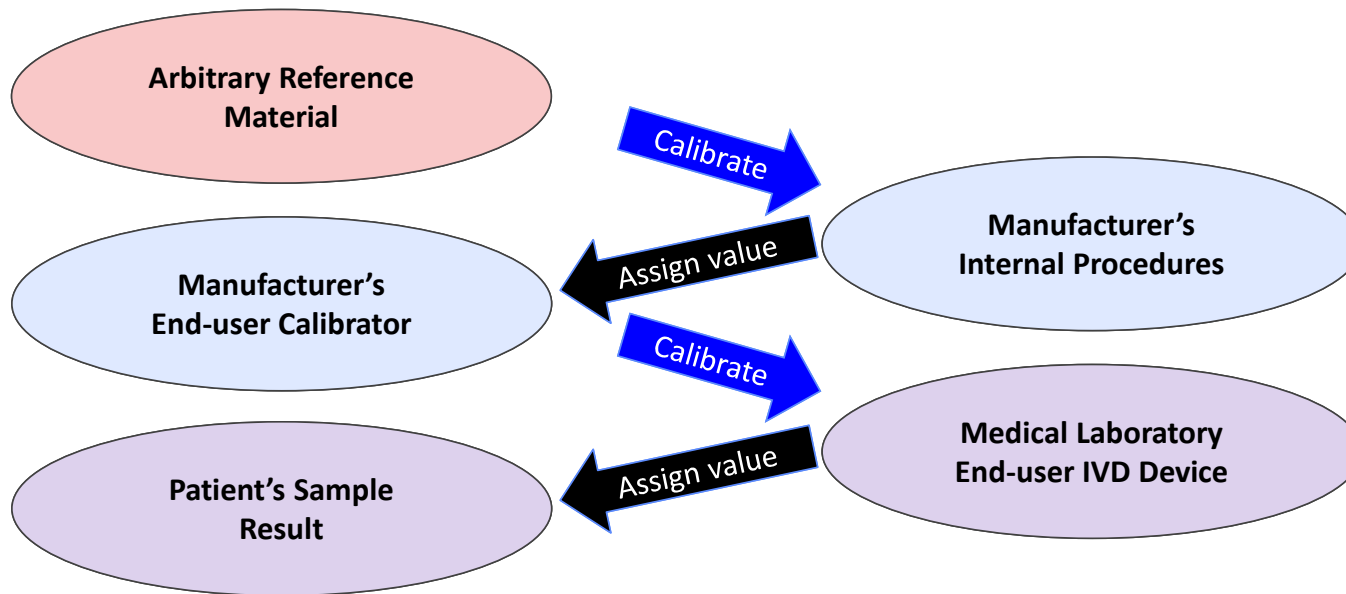 Arbitrary Reference
Material
Calibrate
Manufacturer’s
Internal Procedures
Assign value
Manufacturer’s
End-user Calibrator
Calibrate
Medical Laboratory
End-user IVD Device
Assign value
Patient’s Sample
Result